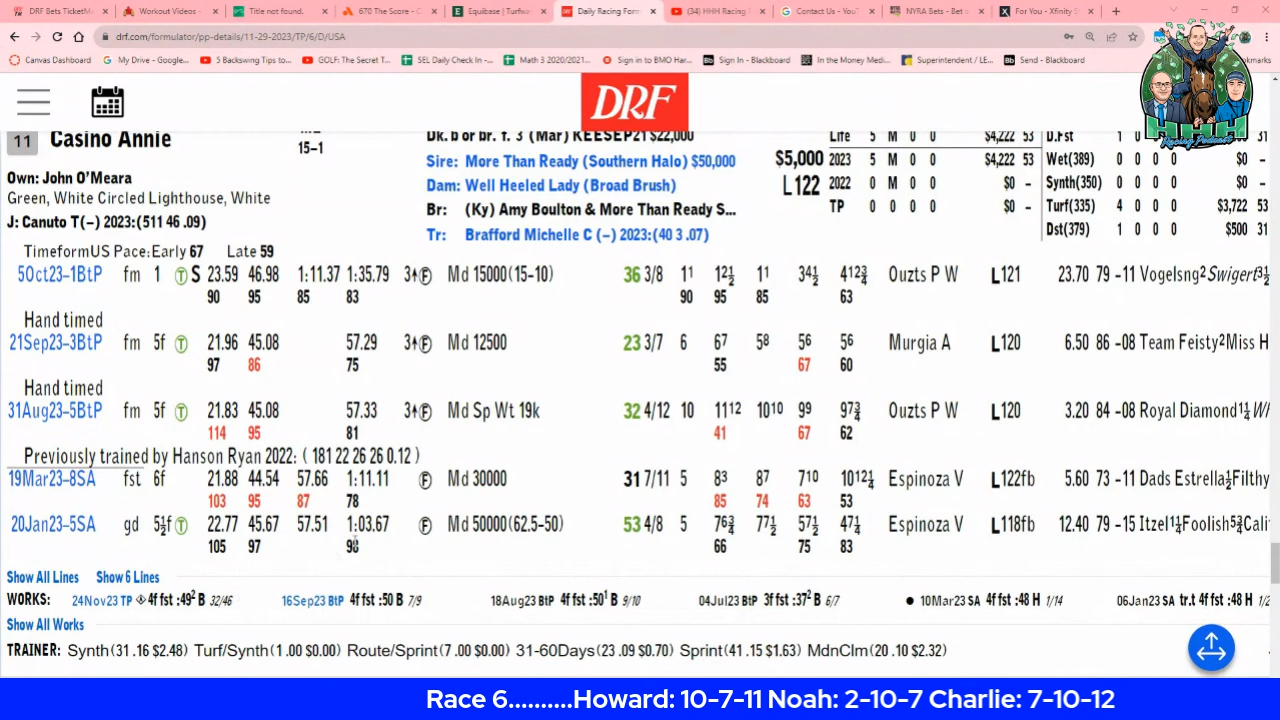 DRF Bets TicketM
Workout Videos -
Title not found.
670 The Score - C
Equibase | Turfwa
Daily Racing Form
(34) HHH Racing
Contact Us - You
NYRA Bets - Bet o
For You - Xfinity S
drf.com/formulator/pp-details/11-29-2023/TP/6/D/USA
Canvas Dashboard My Drive - Google... 5 Backswing Tips to... GOLF: The Secret T... SEL Daily Check In -... Math 3 2020/2021... Sign in to BMO Har... Sign In - Blackboard In the Money Medi... Superintendent / LE... Send - Blackboard
DRF
HHH
Racing Podcast
11 Casino Annie
15-1
Own: John O'Meara
Green, White Circled Lighthouse, White
J: Canuto T(-) 2023:(511 46 .09)
Dk. b or br. f. 3 (Mar) KEESEP21 $22,000
Sire: More Than Ready (Southern Halo) $50,000
Dam: Well Heeled Lady (Broad Brush)
Br: (Ky) Amy Boulton & More Than Ready S...
Tr: Brafford Michelle C (-) 2023:(40 3 .07)
$5,000
L122
Life 5 M 0 0 $4,222 53
2023 5 M 0 0 $4,222 53
2022 0 M 0 0 $0 -
TP 0 0 0 0 $0 -
D.Fst 1 0 0 0 $0 31
Wet(389) 0 0 0 0 $0 -
Synth(350) 0 0 0 0 $0 -
Turf(335) 4 0 0 0 $3,722 53
Dst(379) 1 0 0 0 $500 31
TimeformUS Pace: Early 67 Late 59
5Oct23-1BtP fm 1 T S 23.59 46.98 1:11.37 1:35.79 3↑ F Md 15000(15-10) 36 3/8 1¹ 12½ 1¹ 34½ 412¾ Ouzts P W L121 23.70 79 -11 Vogelsng² Swigert3½
90 95 85 83 90 95 85 63
Hand timed
21Sep23-3BtP fm 5f T 21.96 45.08 57.29 3↑ F Md 12500 23 3/7 6 6⁷ 5⁸ 5⁶ 5⁶ Murgia A L120 6.50 86 -08 Team Feisty² Miss H
97 86 75 55 67 60
Hand timed
31Aug23-5BtP fm 5f T 21.83 45.08 57.33 3↑ F Md Sp Wt 19k 32 4/12 10 11¹² 10¹⁰ 9⁹ 97¾ Ouzts P W L120 3.20 84 -08 Royal Diamond1¼
114 95 81 41 67 62
Previously trained by Hanson Ryan 2022: ( 181 22 26 26 0.12 )
19Mar23-8SA fst 6f 21.88 44.54 57.66 1:11.11 F Md 30000 31 7/11 5 8³ 8⁷ 7¹⁰ 1012¼ Espinoza V L122fb 5.60 73 -11 Dads Estrella½ Filthy
103 95 87 78 85 74 63 53
20Jan23-5SA gd 5½f T 22.77 45.67 57.51 1:03.67 F Md 50000(62.5-50) 53 4/8 5 76¾ 77½ 57½ 47¼ Espinoza V L118fb 12.40 79 -15 Itzel1¼ Foolish5¾ Cali
105 97 98 66 75 83
Show All Lines Show 6 Lines
WORKS: 24Nov23 TP 4f fst :49² B 32/46 16Sep23 BtP 4f fst :50 B 7/9 18Aug23 BtP 4f fst :50¹ B 9/10 04Jul23 BtP 3f fst :37² B 6/7 ● 10Mar23 SA 4f fst :48 H 1/14 06Jan23 SA tr.t 4f fst :48 H
Show All Works
TRAINER: Synth(31 .16 $2.48) Turf/Synth(1 .00 $0.00) Route/Sprint(7 .00 $0.00) 31-60Days(23 .09 $0.70) Sprint(41 .15 $1.63) MdnClm(20 .10 $2.32)
Race 6..........Howard: 10-7-11 Noah: 2-10-7 Charlie: 7-10-12